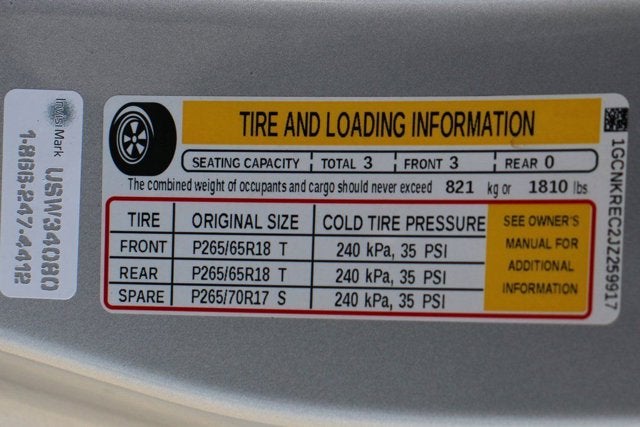 InvisiMark
USW34080
1-866-247-4412
TIRE AND LOADING INFORMATION
SEATING CAPACITY TOTAL 3 FRONT 3 REAR 0
The combined weight of occupants and cargo should never exceed 821 kg or 1810 lbs
TIRE ORIGINAL SIZE COLD TIRE PRESSURE
FRONT P265/65R18 T 240 kPa, 35 PSI
REAR P265/65R18 T 240 kPa, 35 PSI
SPARE P265/70R17 S 240 kPa, 35 PSI
SEE OWNER'S
MANUAL FOR
ADDITIONAL
INFORMATION
1GCNKREC2JZ259917